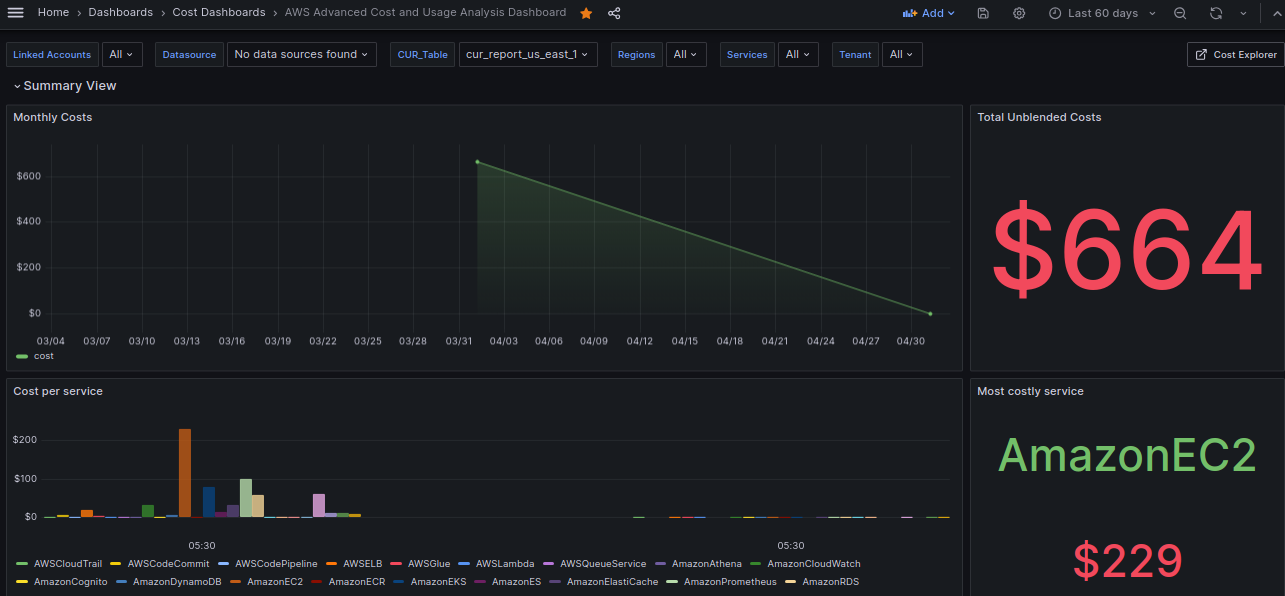 Home › Dashboards › Cost Dashboards › AWS Advanced Cost and Usage Analysis Dashboard Add Last 60 days
Linked Accounts All Datasource No data sources found CUR_Table cur_report_us_east_1 Regions All Services All Tenant All Cost Explorer
Summary View
Monthly Costs
$600
$400
$200
$0
03/04 03/07 03/10 03/13 03/16 03/19 03/22 03/25 03/28 03/31 04/03 04/06 04/09 04/12 04/15 04/18 04/21 04/24 04/27 04/30
cost
Total Unblended Costs
$664
Cost per service
$200
$100
$0
05:30 05:30
AWSCloudTrail AWSCodeCommit AWSCodePipeline AWSELB AWSGlue AWSLambda AWSQueueService AmazonAthena AmazonCloudWatch
AmazonCognito AmazonDynamoDB AmazonEC2 AmazonECR AmazonEKS AmazonES AmazonElastiCache AmazonPrometheus AmazonRDS
Most costly service
AmazonEC2
$229